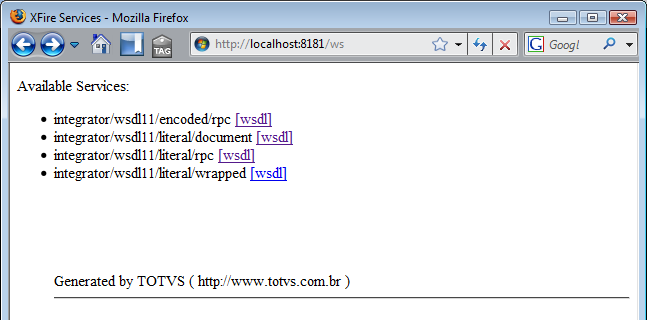 XFire Services - Mozilla Firefox
TAG
http://localhost:8181/ws
G Googl
Available Services:
integrator/wsdl11/encoded/rpc [wsdl]
integrator/wsdl11/literal/document [wsdl]
integrator/wsdl11/literal/rpc [wsdl]
integrator/wsdl11/literal/wrapped [wsdl]
Generated by TOTVS ( http://www.totvs.com.br )